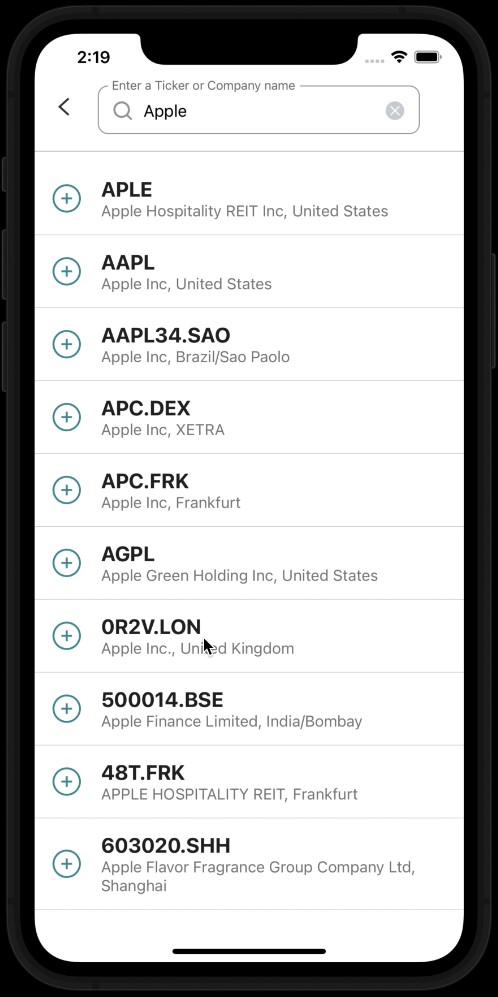 2:19
Enter a Ticker or Company name
Apple
APLE
Apple Hospitality REIT Inc, United States
AAPL
Apple Inc, United States
AAPL34.SAO
Apple Inc, Brazil/Sao Paolo
APC.DEX
Apple Inc, XETRA
APC.FRK
Apple Inc, Frankfurt
AGPL
Apple Green Holding Inc, United States
0R2V.LON
Apple Inc., United Kingdom
500014.BSE
Apple Finance Limited, India/Bombay
48T.FRK
APPLE HOSPITALITY REIT, Frankfurt
603020.SHH
Apple Flavor Fragrance Group Company Ltd,
Shanghai